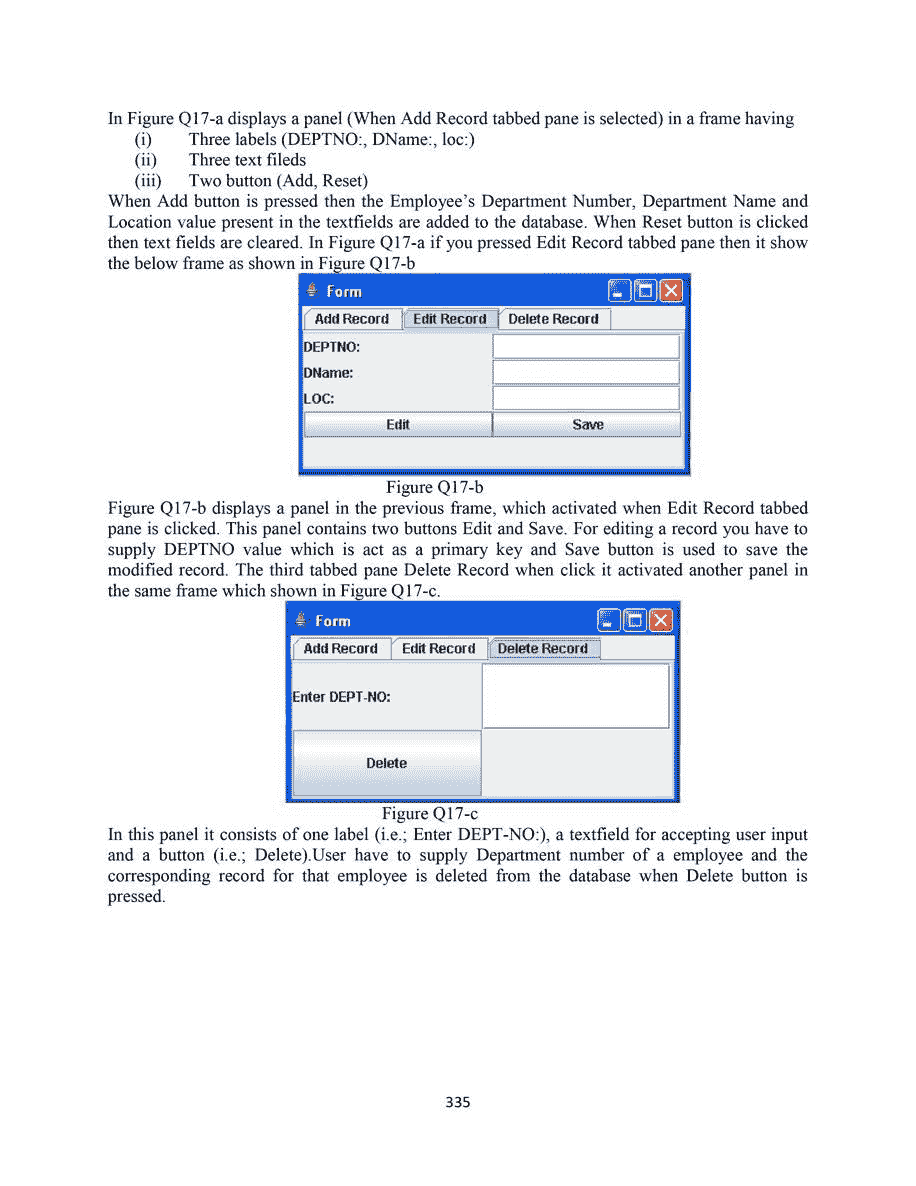 In Figure Q17-a displays a panel (When Add Record tabbed pane is selected) in a frame having
(i) Three labels (DEPTNO:, DName:, loc:)
(ii) Three text fileds
(iii) Two button (Add, Reset)
When Add button is pressed then the Employee's Department Number, Department Name and
Location value present in the textfields are added to the database. When Reset button is clicked
then text fields are cleared. In Figure Q17-a if you pressed Edit Record tabbed pane then it show
the below frame as shown in Figure Q17-b
Form
Add Record Edit Record Delete Record
DEPTNO:
DName:
LOC:
Edit Save
Figure Q17-b
Figure Q17-b displays a panel in the previous frame, which activated when Edit Record tabbed
pane is clicked. This panel contains two buttons Edit and Save. For editing a record you have to
supply DEPTNO value which is act as a primary key and Save button is used to save the
modified record. The third tabbed pane Delete Record when click it activated another panel in
the same frame which shown in Figure Q17-c.
Form
Add Record Edit Record Delete Record
Enter DEPT-NO:
Delete
Figure Q17-c
In this panel it consists of one label (i.e.; Enter DEPT-NO:), a textfield for accepting user input
and a button (i.e.; Delete).User have to supply Department number of a employee and the
corresponding record for that employee is deleted from the database when Delete button is
pressed.
335